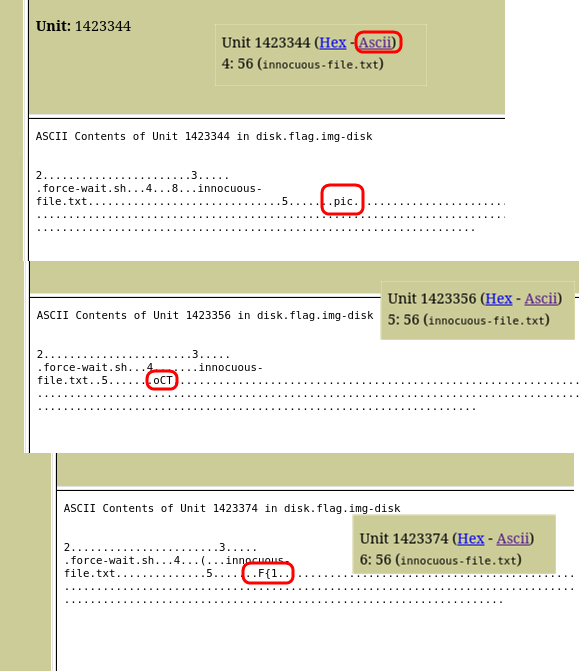 Unit: 1423344
Unit 1423344 (Hex - Ascii)
4: 56 (innocuous-file.txt)
ASCII Contents of Unit 1423344 in disk.flag.img-disk
2.......................3.....
.force-wait.sh...4...8...innocuous-
file.txt..............................5.......pic.......................
.........................................................................
....................................................................
Unit 1423356 (Hex - Ascii)
5: 56 (innocuous-file.txt)
ASCII Contents of Unit 1423356 in disk.flag.img-disk
2.......................3.....
.force-wait.sh...4.......innocuous-
file.txt..5.......oCT...............................................................
....................................................................................
....................................................................
Unit 1423374 (Hex - Ascii)
6: 56 (innocuous-file.txt)
ASCII Contents of Unit 1423374 in disk.flag.img-disk
2.......................3.....
.force-wait.sh...4...(...innocuous-
file.txt..............5.......F{1..............................................
...............................................................................
....................................................................